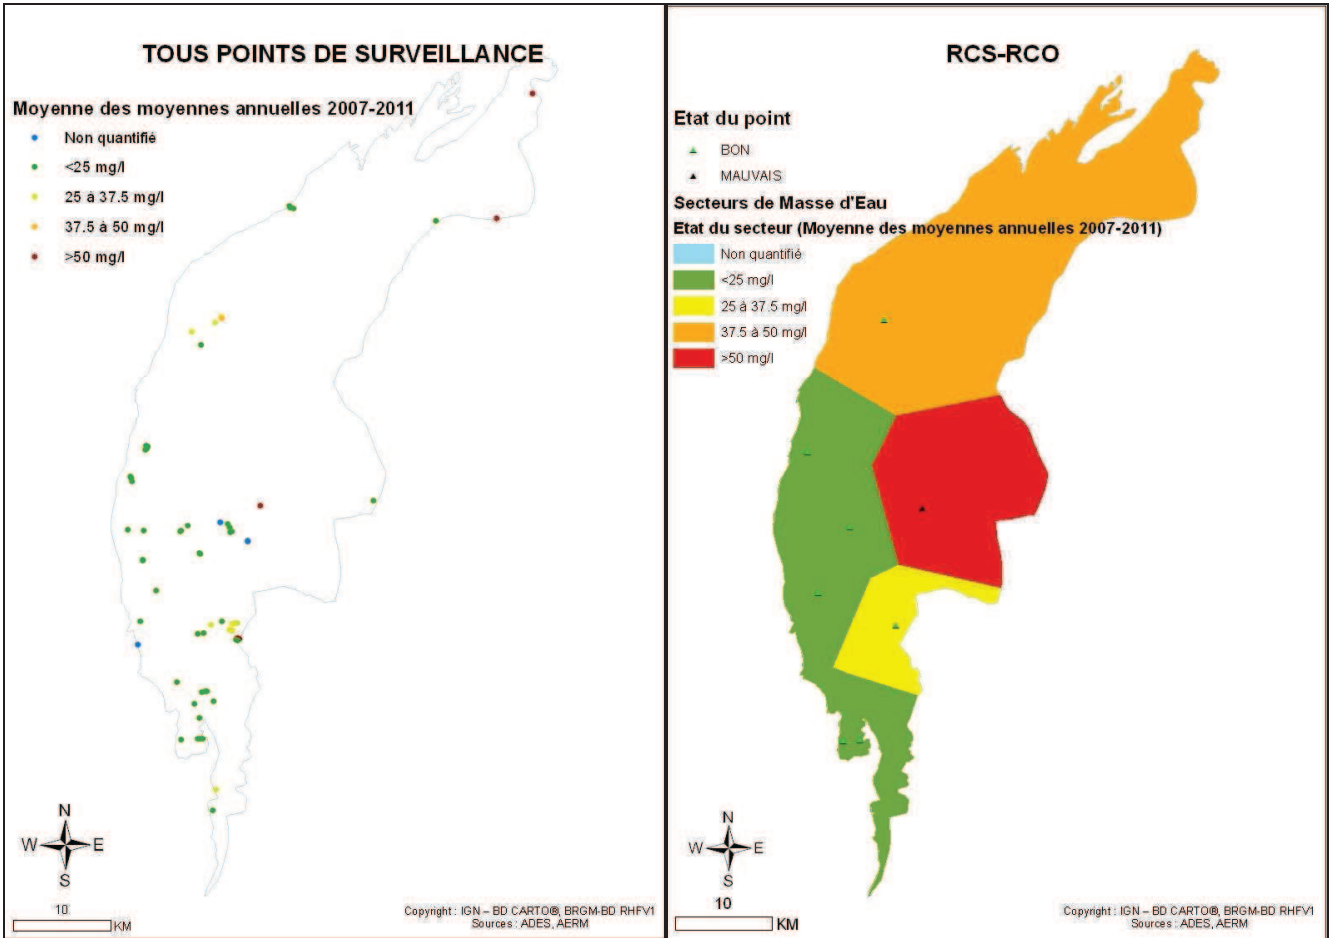 TOUS POINTS DE SURVEILLANCE
Moyenne des moyennes annuelles 2007-2011
Non quantifié
<25 mg/l
25 à 37.5 mg/l
37.5 à 50 mg/l
>50 mg/l
N
W
E
S
10
KM
Copyright : IGN – BD CARTO®, BRGM-BD RHFV1
Sources : ADES, AERM
RCS-RCO
Etat du point
BON
MAUVAIS
Secteurs de Masse d'Eau
Etat du secteur (Moyenne des moyennes annuelles 2007-2011)
Non quantifié
<25 mg/l
25 à 37.5 mg/l
37.5 à 50 mg/l
>50 mg/l
N
W
E
S
10
KM
Copyright : IGN – BD CARTO®, BRGM-BD RHFV1
Sources : ADES, AERM